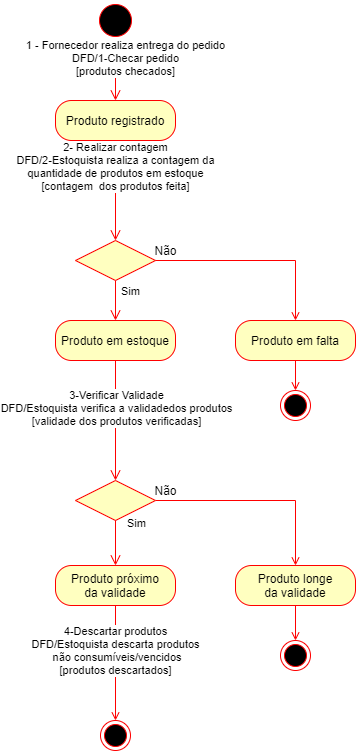 1 - Fornecedor realiza entrega do pedido
DFD/1-Checar pedido
[produtos checados]
Produto registrado
2- Realizar contagem
DFD/2-Estoquista realiza a contagem da
quantidade de produtos em estoque
[contagem  dos produtos feita]
Não
Sim
Produto em estoque
Produto em falta
3-Verificar Validade
DFD/Estoquista verifica a validadedos produtos
[validade dos produtos verificadas]
Não
Sim
Produto próximo
da validade
Produto longe
da validade
4-Descartar produtos
DFD/Estoquista descarta produtos
não consumíveis/vencidos
[produtos descartados]